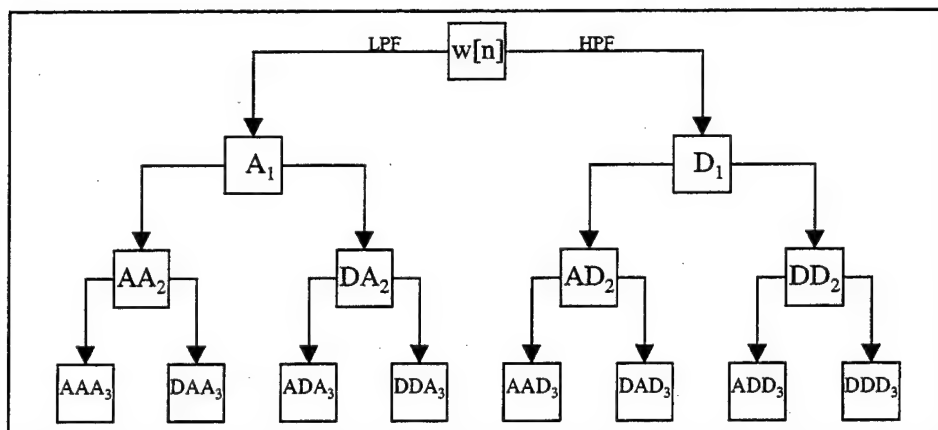 LPF w[n] HPF
A₁ D₁
AA₂ DA₂ AD₂ DD₂
AAA₃ DAA₃ ADA₃ DDA₃ AAD₃ DAD₃ ADD₃ DDD₃